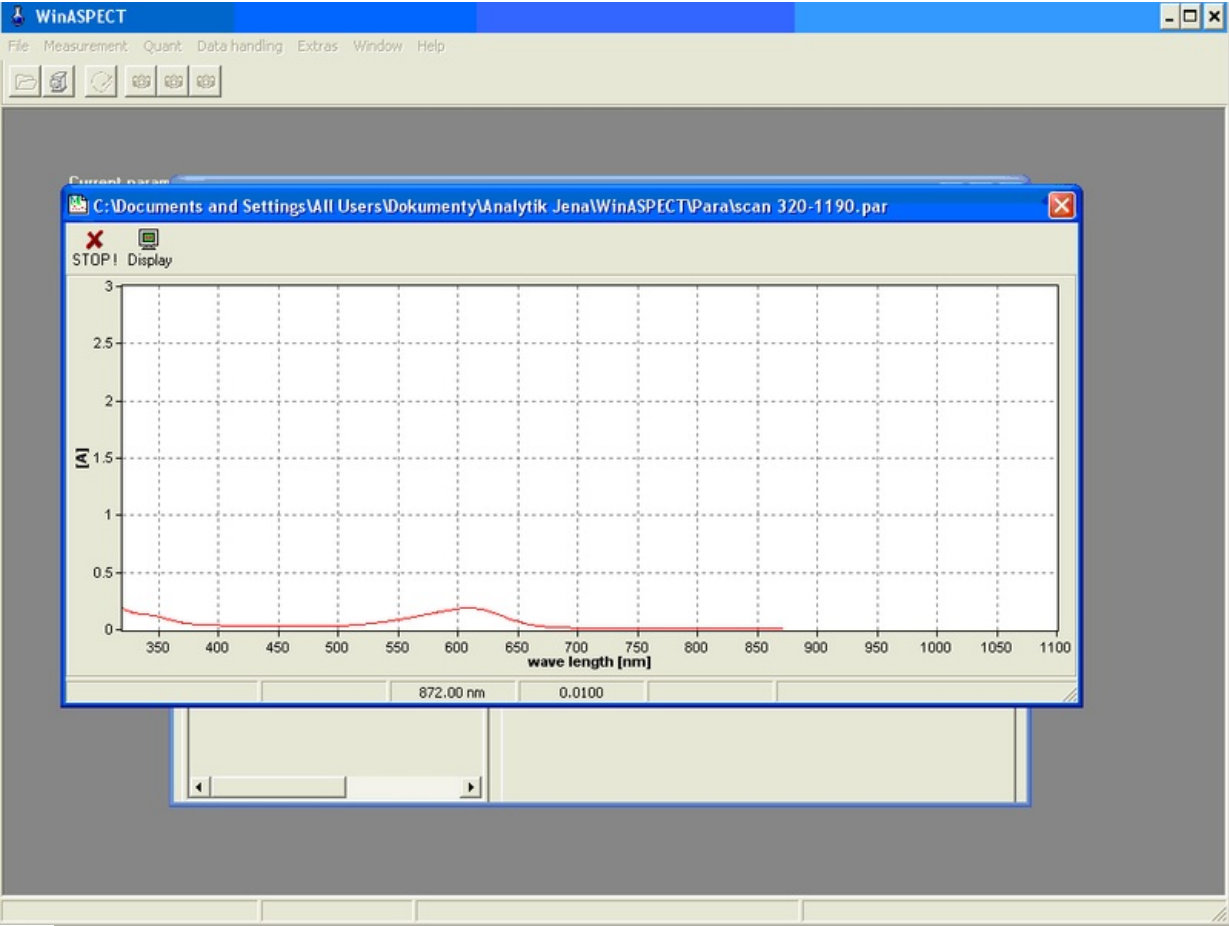 WinASPECT
File Measurement Quant Data handling Extras Window Help
Current param
C:\Documents and Settings\All Users\Dokumenty\Analytik Jena\WinASPECT\Para\scan 320-1190.par
STOP! Display
3
2.5
2
1.5
1
0.5
0
[A]
350 400 450 500 550 600 650 700 750 800 850 900 950 1000 1050 1100
wave length [nm]
872.00 nm 0.0100